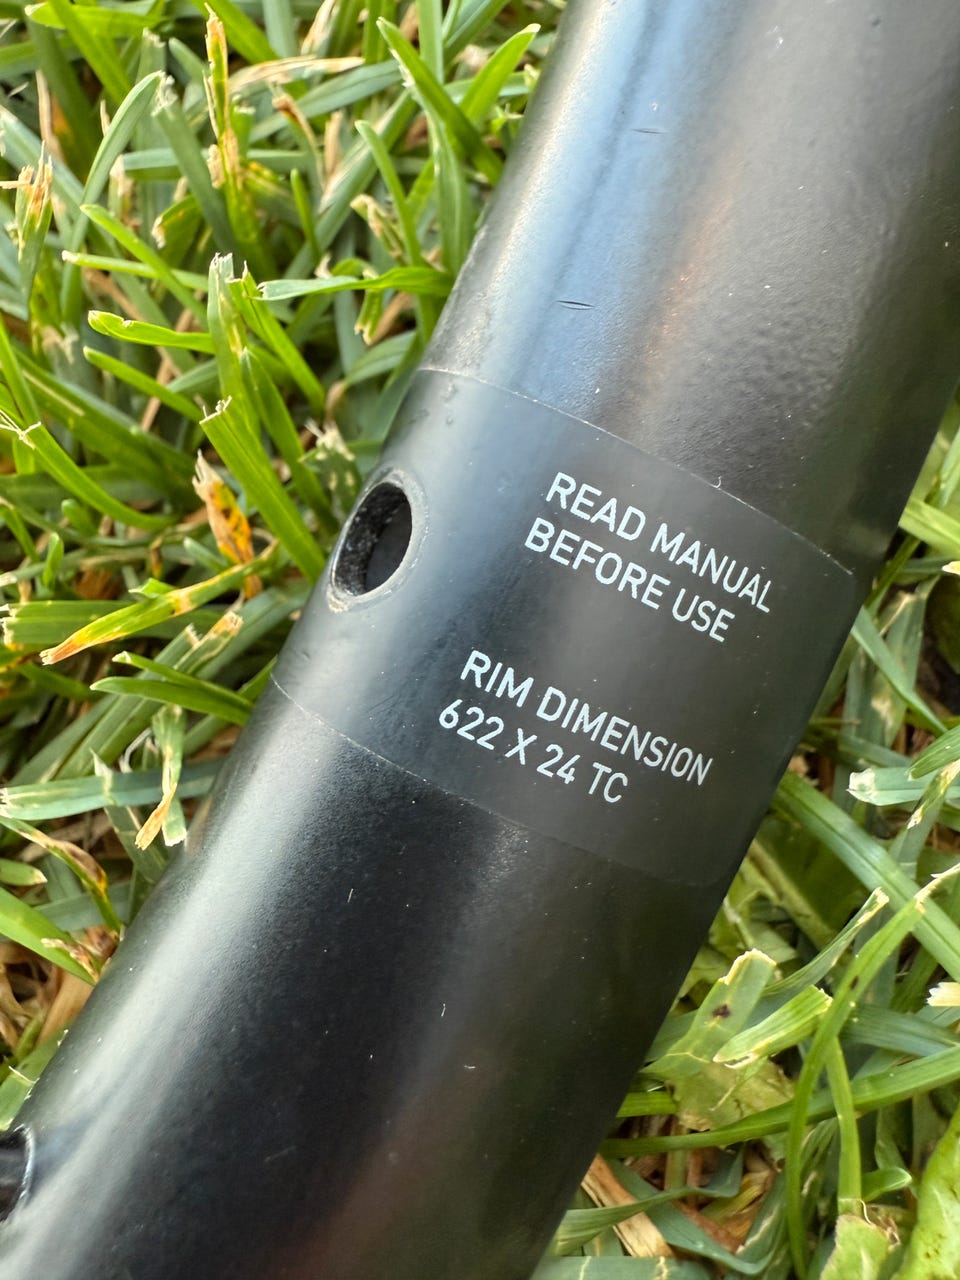 READ MANUAL
BEFORE USE
RIM DIMENSION
622 X 24 TC